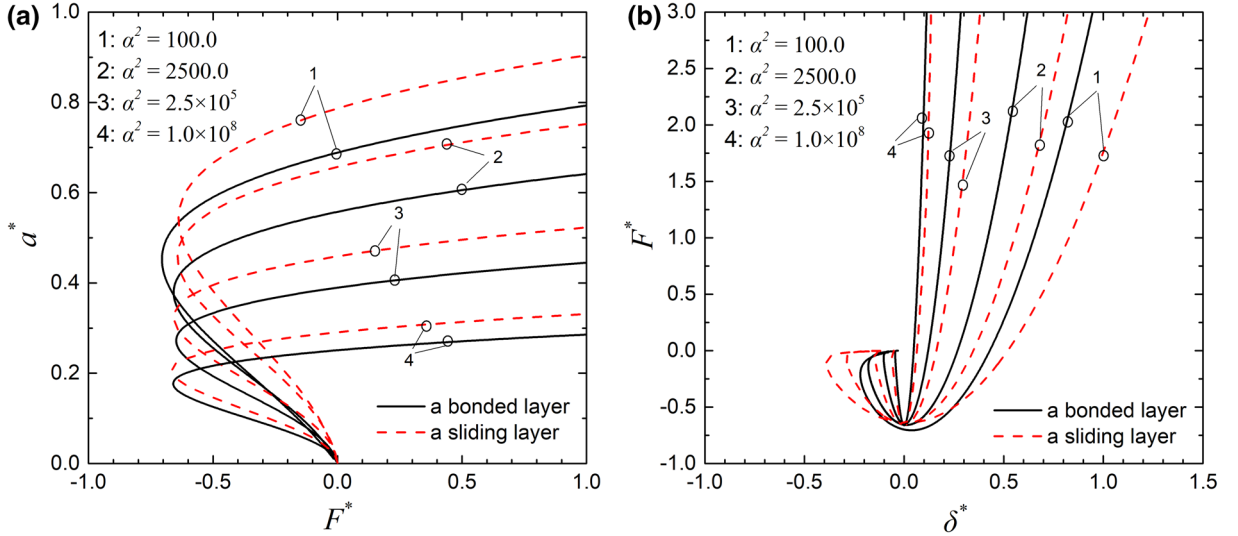 (a)
1: α² = 100.0
2: α² = 2500.0
3: α² = 2.5×10⁵
4: α² = 1.0×10⁸
1
2
3
4
a bonded layer
a sliding layer
0.8
0.6
0.4
0.2
0.0
-1.0 -0.5 0.0 0.5 1.0
a*
F*
(b)
1: α² = 100.0
2: α² = 2500.0
3: α² = 2.5×10⁵
4: α² = 1.0×10⁸
4
3
2
1
a bonded layer
a sliding layer
3.0
2.5
2.0
1.5
1.0
0.5
0.0
-0.5
-1.0
-1.0 -0.5 0.0 0.5 1.0 1.5
F*
δ*